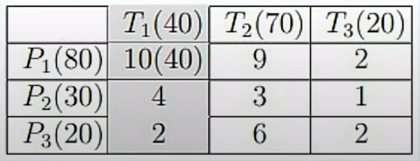 T₁(40) T₂(70) T₃(20)
P₁(80) 10(40) 9 2
P₂(30) 4 3 1
P₃(20) 2 6 2